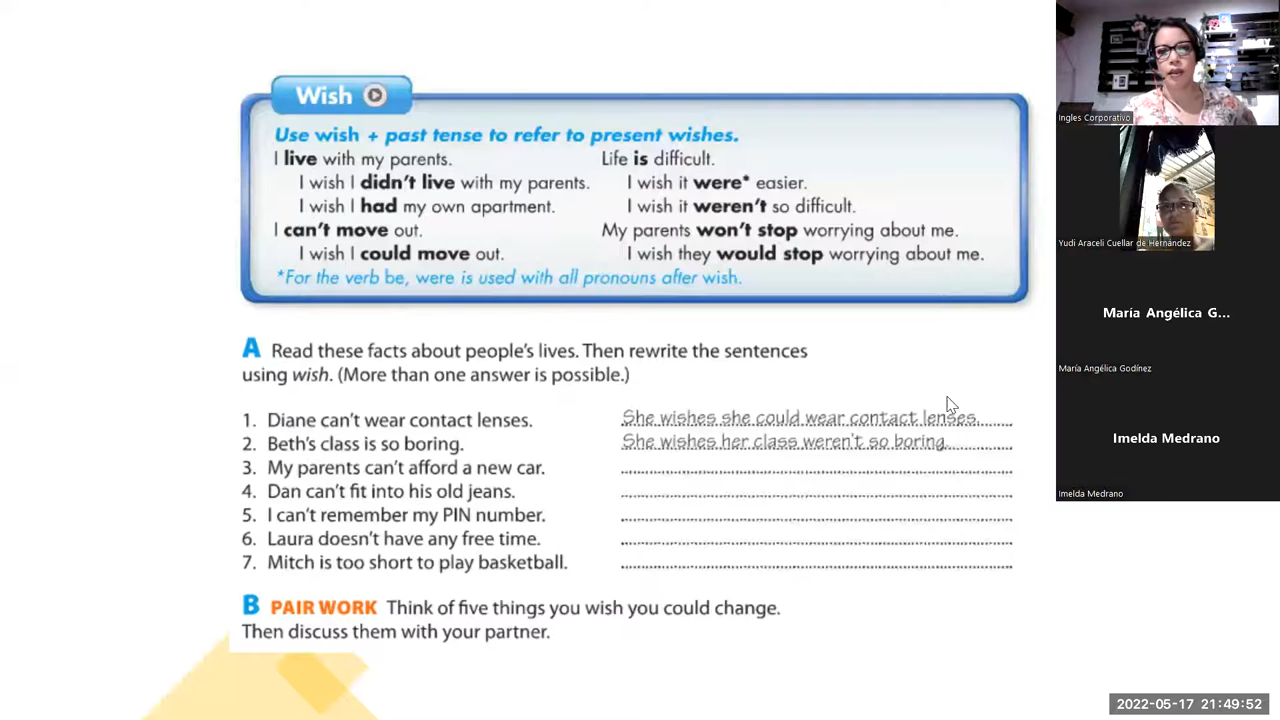 Wish
Use wish + past tense to refer to present wishes.
I live with my parents.
I wish I didn't live with my parents.
I wish I had my own apartment.
I can't move out.
I wish I could move out.
Life is difficult.
I wish it were* easier.
I wish it weren't so difficult.
My parents won't stop worrying about me.
I wish they would stop worrying about me.
*For the verb be, were is used with all pronouns after wish.
A Read these facts about people's lives. Then rewrite the sentences
using wish. (More than one answer is possible.)
1. Diane can't wear contact lenses. She wishes she could wear contact lenses.
2. Beth's class is so boring. She wishes her class weren't so boring.
3. My parents can't afford a new car.
4. Dan can't fit into his old jeans.
5. I can't remember my PIN number.
6. Laura doesn't have any free time.
7. Mitch is too short to play basketball.
B PAIR WORK Think of five things you wish you could change.
Then discuss them with your partner.
Ingles Corporativo
Yudi Araceli Cuellar de Hernandez
María Angélica G...
María Angélica Godínez
Imelda Medrano
Imelda Medrano
2022-05-17 21:49:52